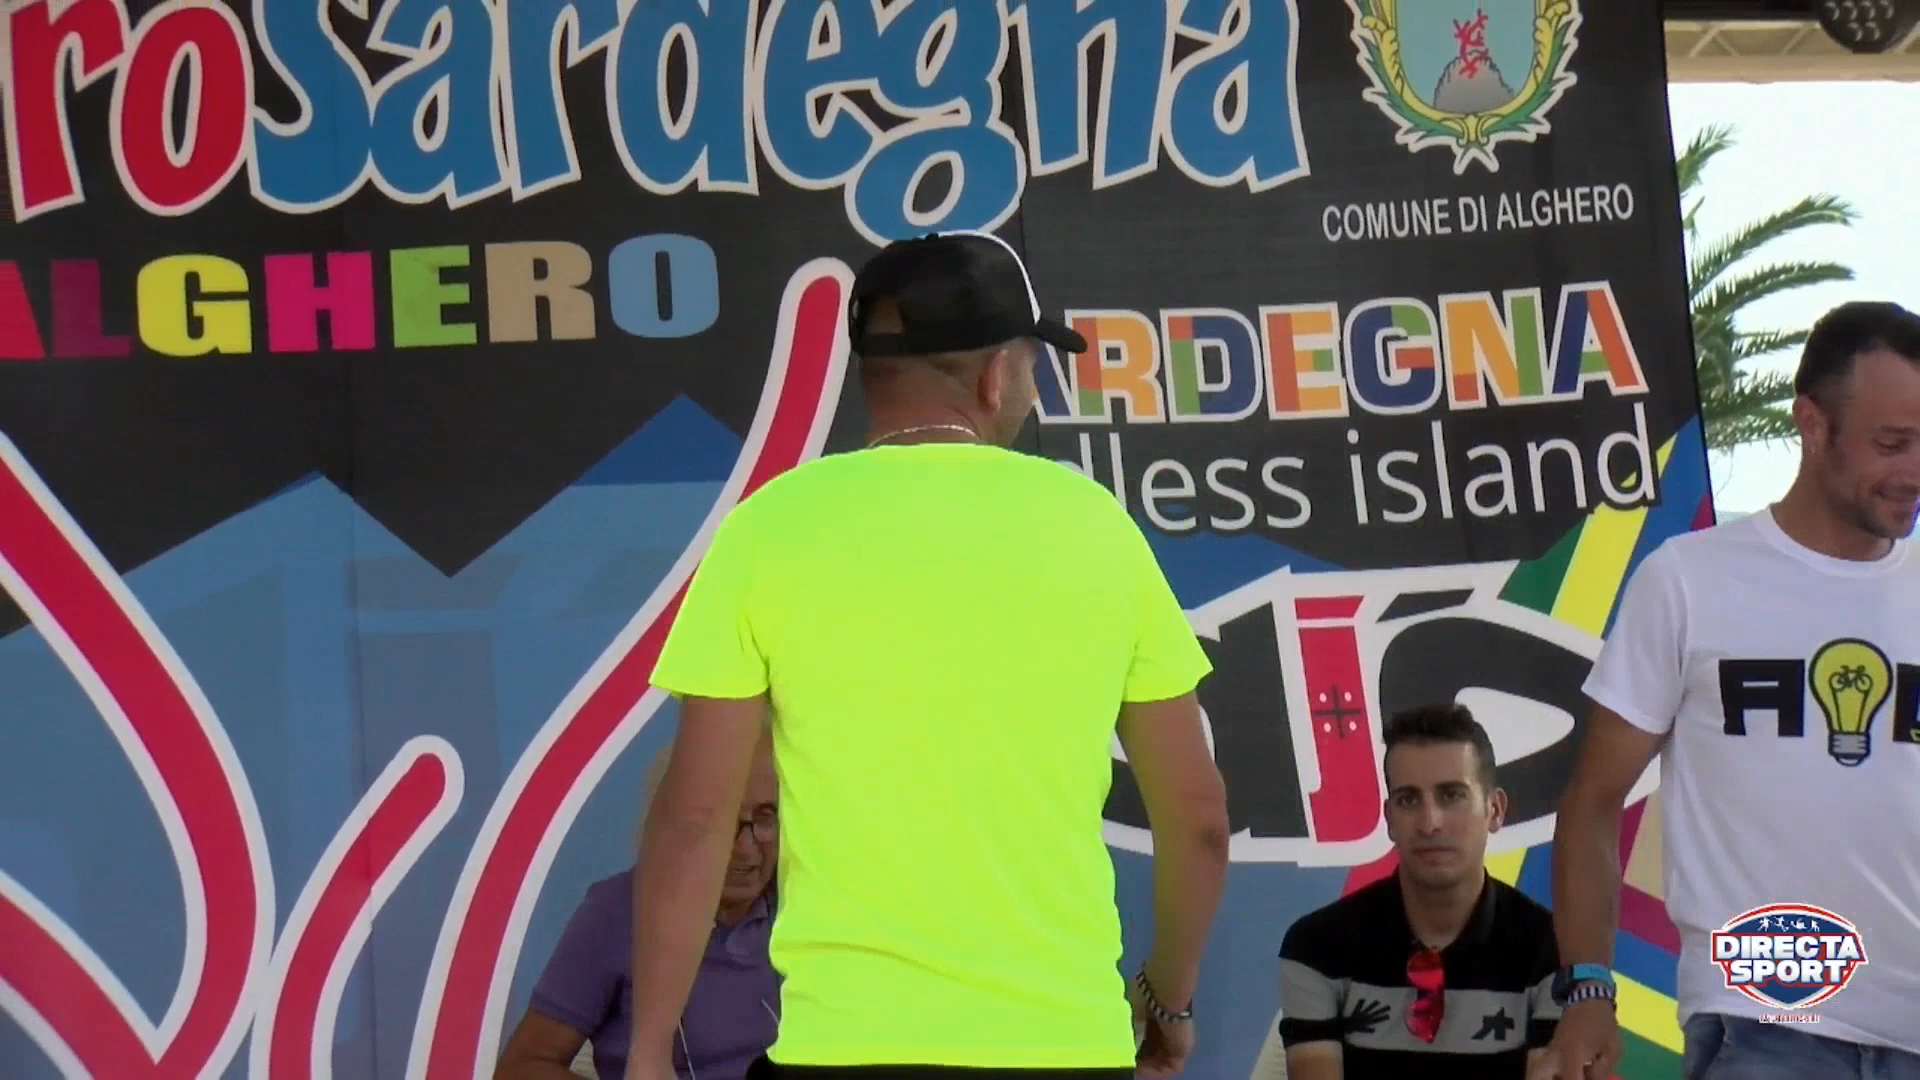 roSardegna
ALGHERO
COMUNE DI ALGHERO
ARDEGNA
dless island
DIRECTA
SPORT